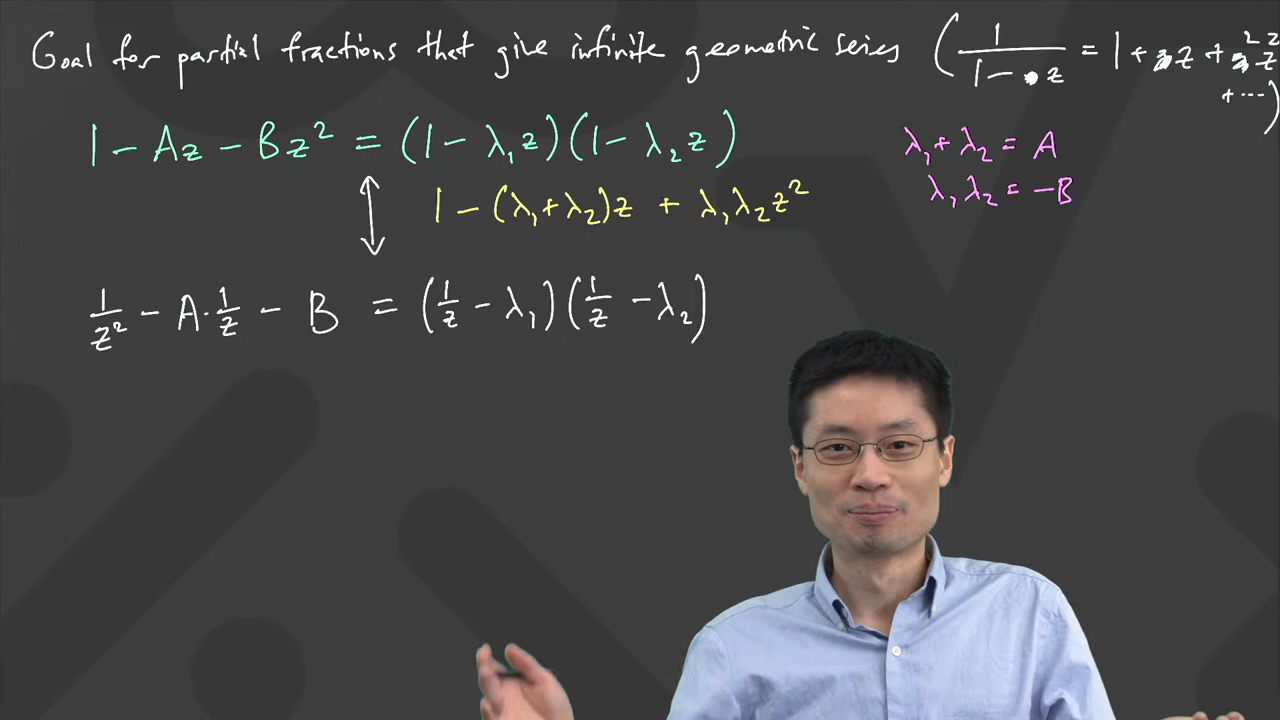 Goal for partial fractions that give infinite geometric series ( 1/(1 - z) = 1 + z + ²z²
+ ⋯ )
1 - Az - Bz² = (1 - λ₁z)(1 - λ₂z)
λ₁ + λ₂ = A
1 - (λ₁+λ₂)z + λ₁λ₂z²
λ₁λ₂ = -B
1/z² - A·1/z - B = (1/z - λ₁)(1/z - λ₂)